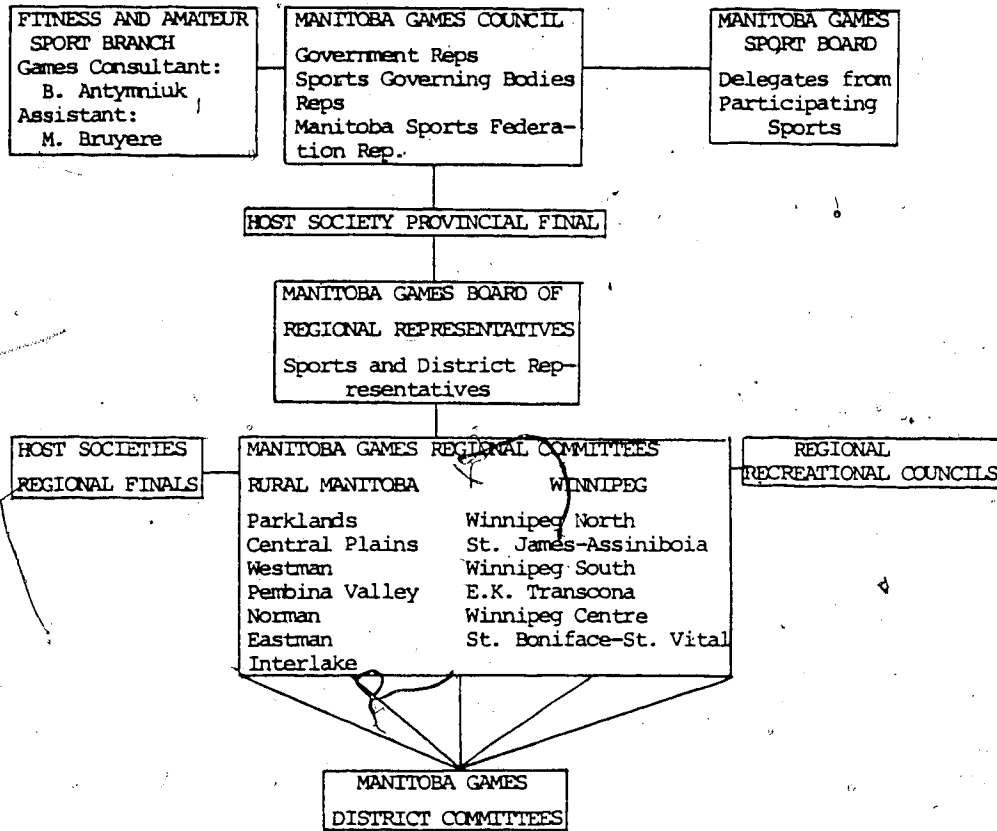 FITNESS AND AMATEUR
SPORT BRANCH
Games Consultant:
B. Antymniuk
Assistant:
M. Bruyere
MANITOBA GAMES COUNCIL
Government Reps
Sports Governing Bodies
Reps
Manitoba Sports Federa-
tion Rep.
MANITOBA GAMES
SPORT BOARD
Delegates from
Participating
Sports
HOST SOCIETY PROVINCIAL FINAL
MANITOBA GAMES BOARD OF
REGIONAL REPRESENTATIVES
Sports and District Rep-
resentatives
HOST SOCIETIES
REGIONAL FINALS
MANITOBA GAMES REGIONAL COMMITTEES
RURAL MANITOBA WINNIPEG
Parklands Winnipeg North
Central Plains St. James-Assiniboia
Westman Winnipeg South
Pembina Valley E.K. Transcona
Norman Winnipeg Centre
Eastman St. Boniface-St. Vital
Interlake
REGIONAL
RECREATIONAL COUNCILS
MANITOBA GAMES
DISTRICT COMMITTEES